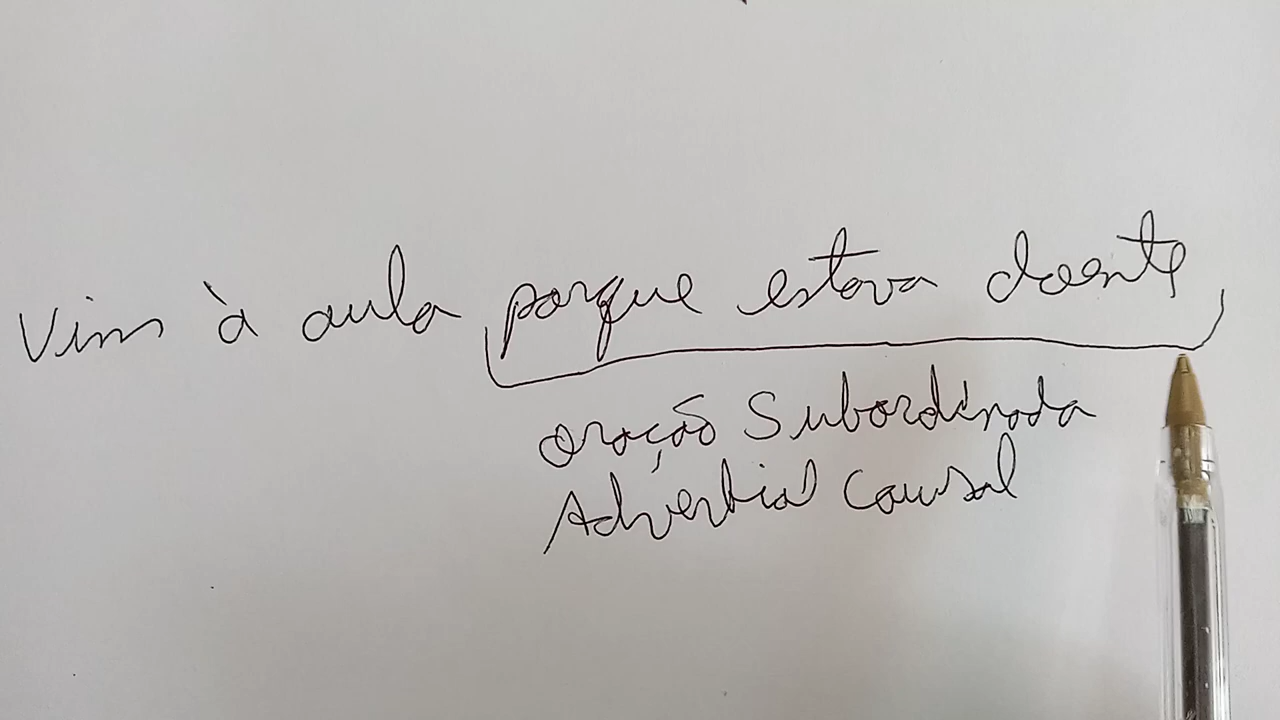 Vim à aula porque estava doente
oração Subordinada
Adverbial Causal